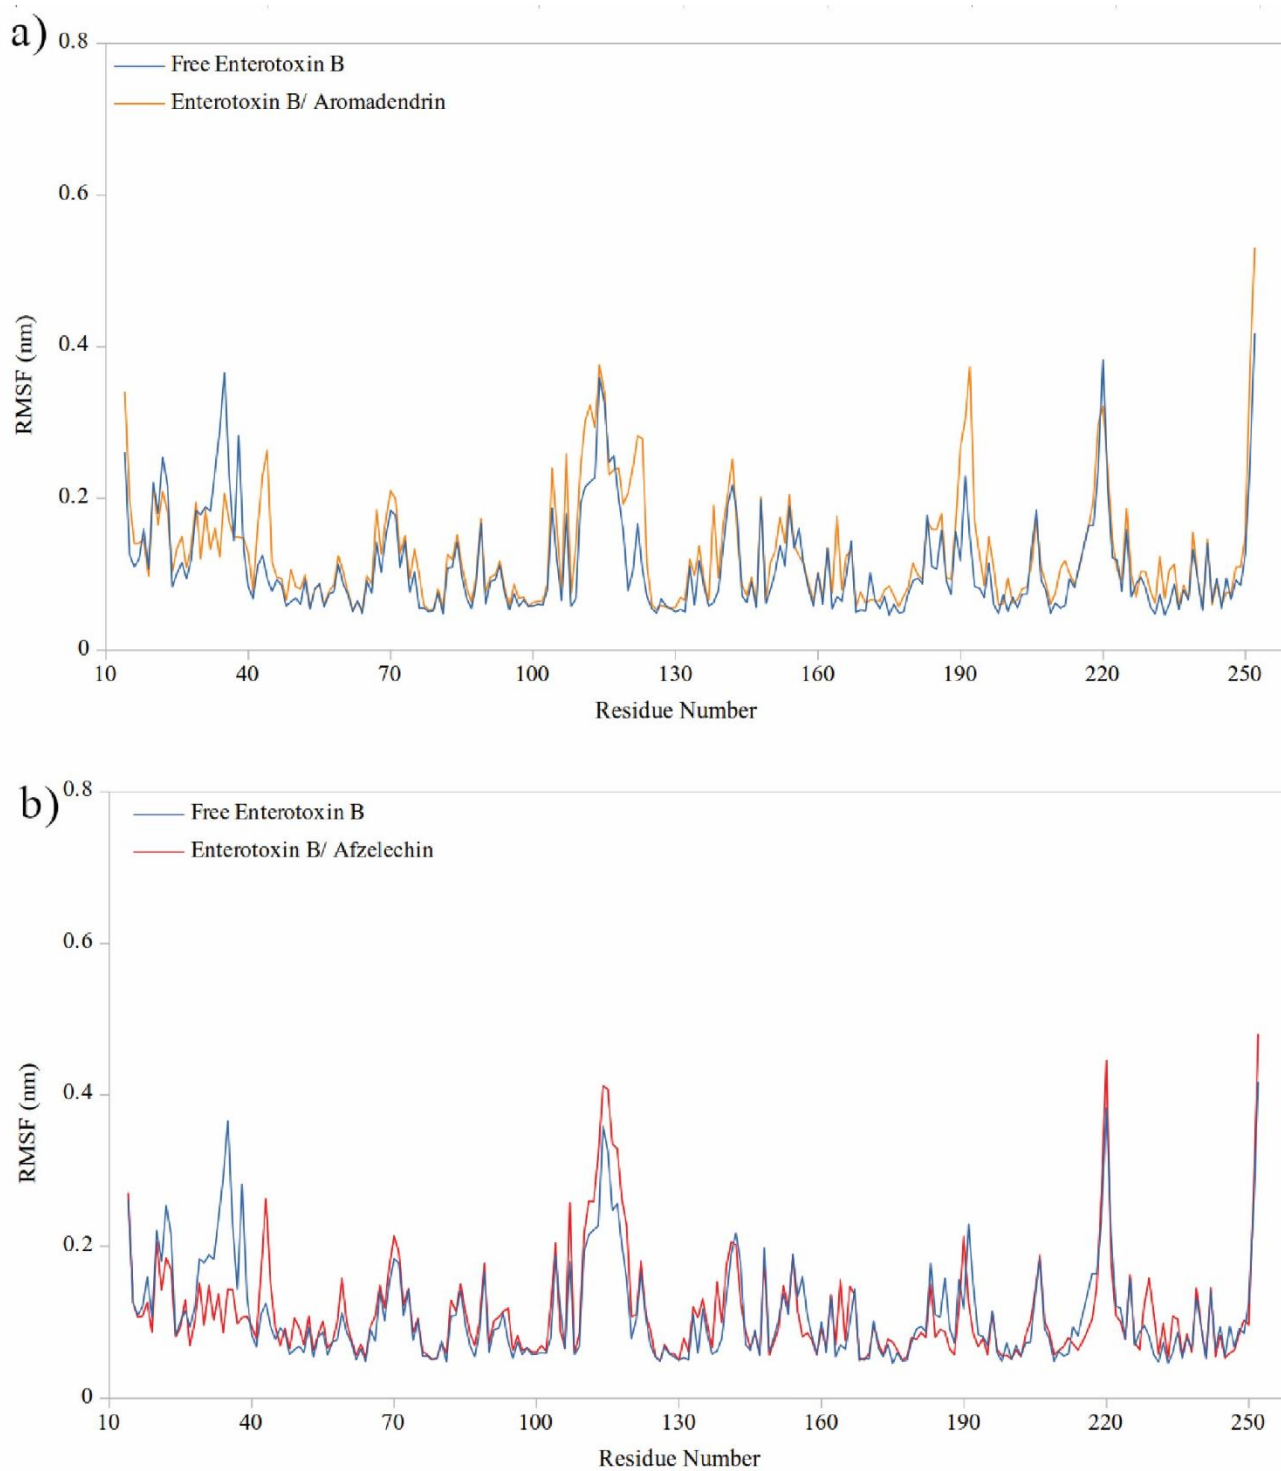 a)
0.8
Free Enterotoxin B
Enterotoxin B/ Aromadendrin
0.6
0.4
RMSF (nm)
0.2
0
10 40 70 100 130 160 190 220 250
Residue Number
b)
0.8
Free Enterotoxin B
Enterotoxin B/ Afzelechin
0.6
0.4
RMSF (nm)
0.2
0
10 40 70 100 130 160 190 220 250
Residue Number